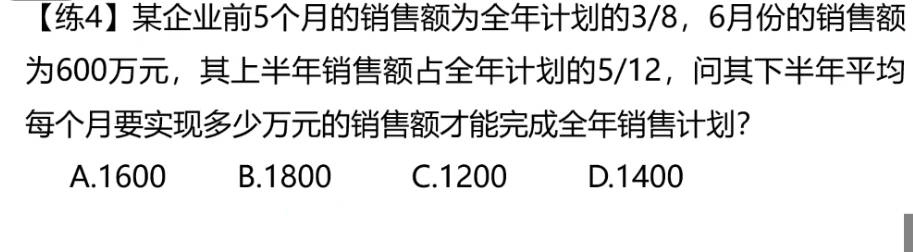 【练4】某企业前5个月的销售额为全年计划的3/8，6月份的销售额
为600万元，其上半年销售额占全年计划的5/12，问其下半年平均
每个月要实现多少万元的销售额才能完成全年销售计划？
A.1600 B.1800 C.1200 D.1400